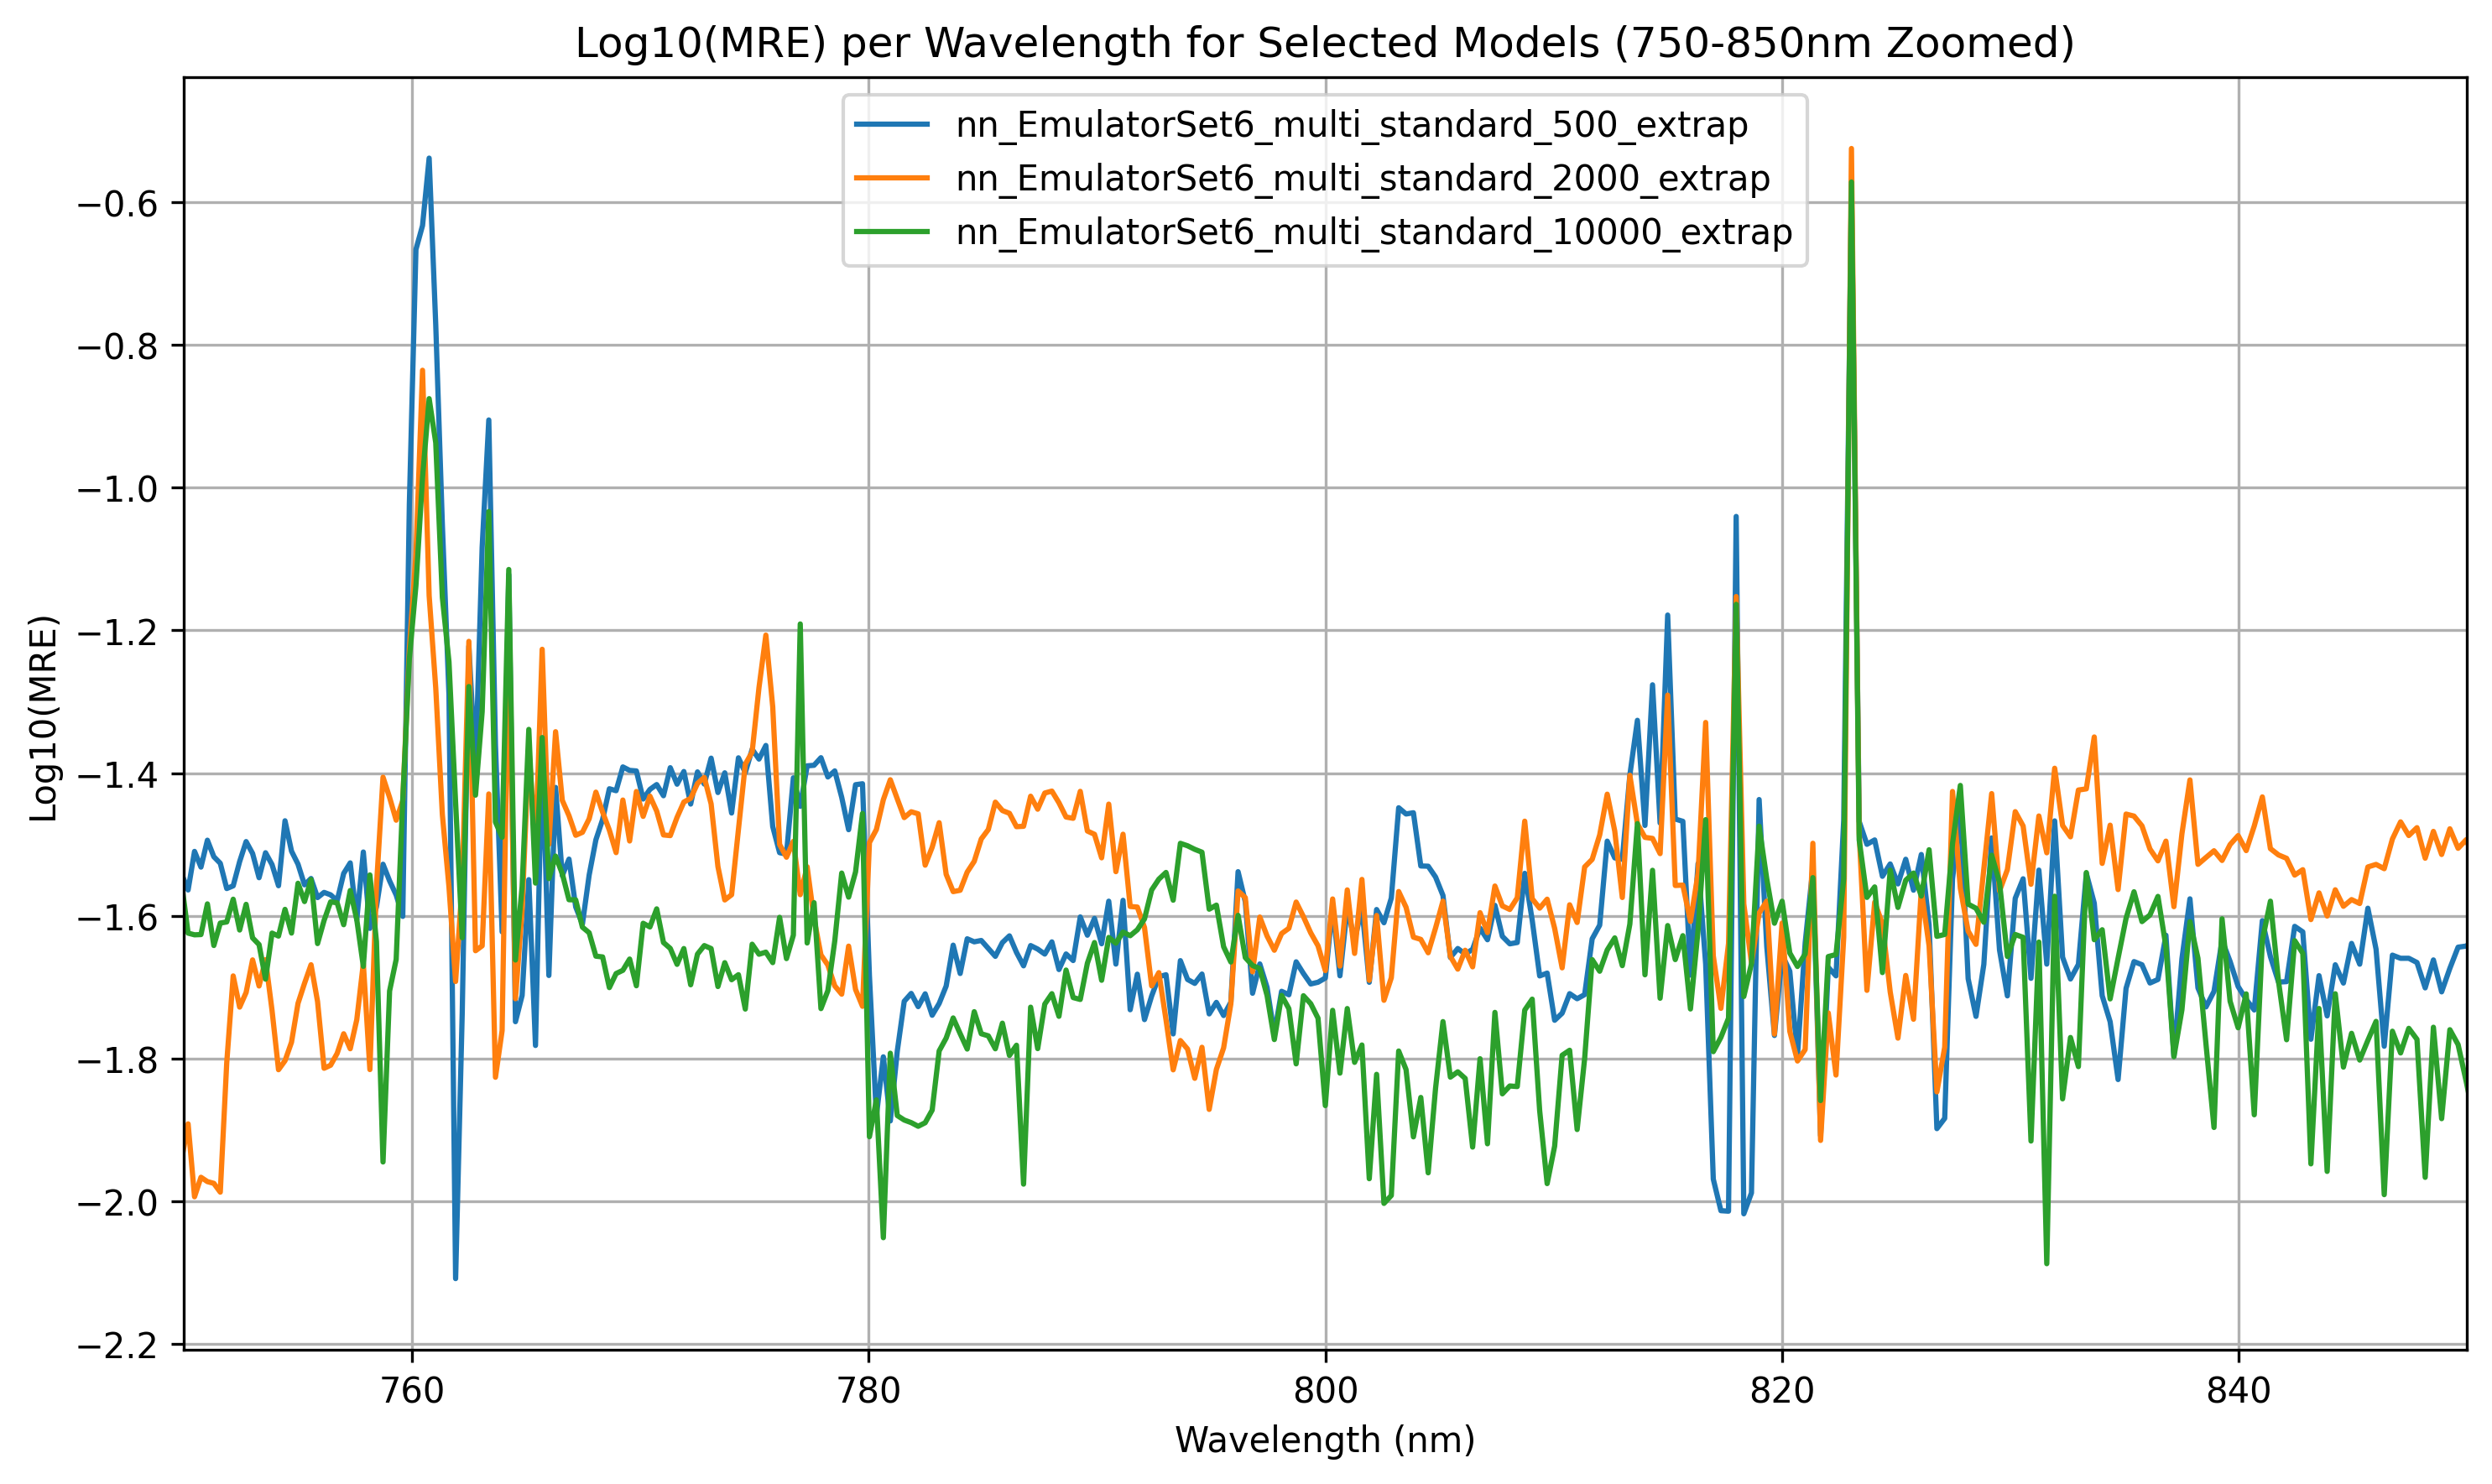 Log10(MRE) per Wavelength for Selected Models (750-850nm Zoomed)
nn_EmulatorSet6_multi_standard_500_extrap
nn_EmulatorSet6_multi_standard_2000_extrap
nn_EmulatorSet6_multi_standard_10000_extrap
Log10(MRE)
−0.6
−0.8
−1.0
−1.2
−1.4
−1.6
−1.8
−2.0
−2.2
760
780
800
820
840
Wavelength (nm)